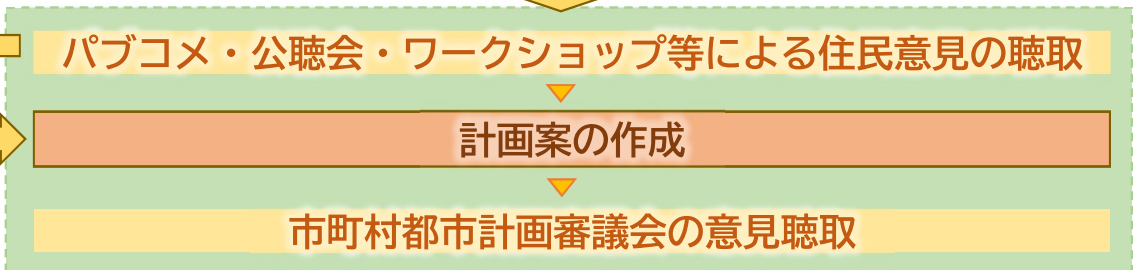 パブコメ・公聴会・ワークショップ等による住民意見の聴取
計画案の作成
市町村都市計画審議会の意見聴取